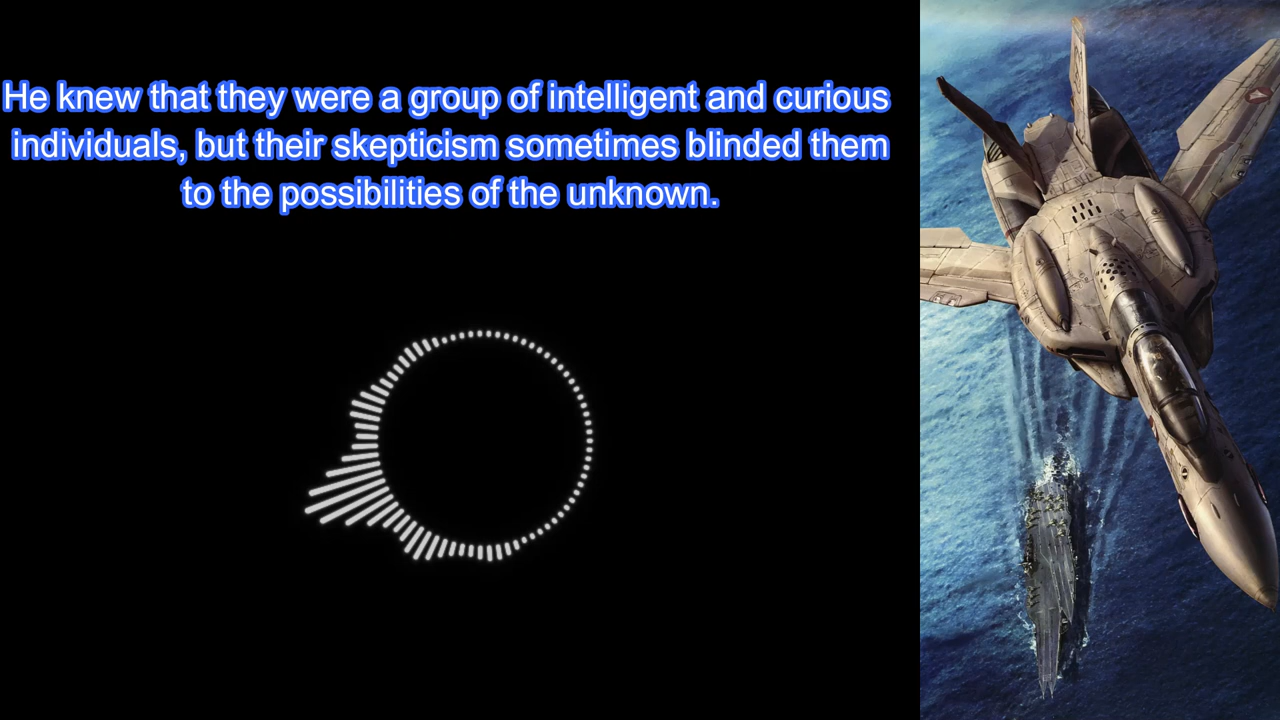 He knew that they were a group of intelligent and curious
individuals, but their skepticism sometimes blinded them
to the possibilities of the unknown.